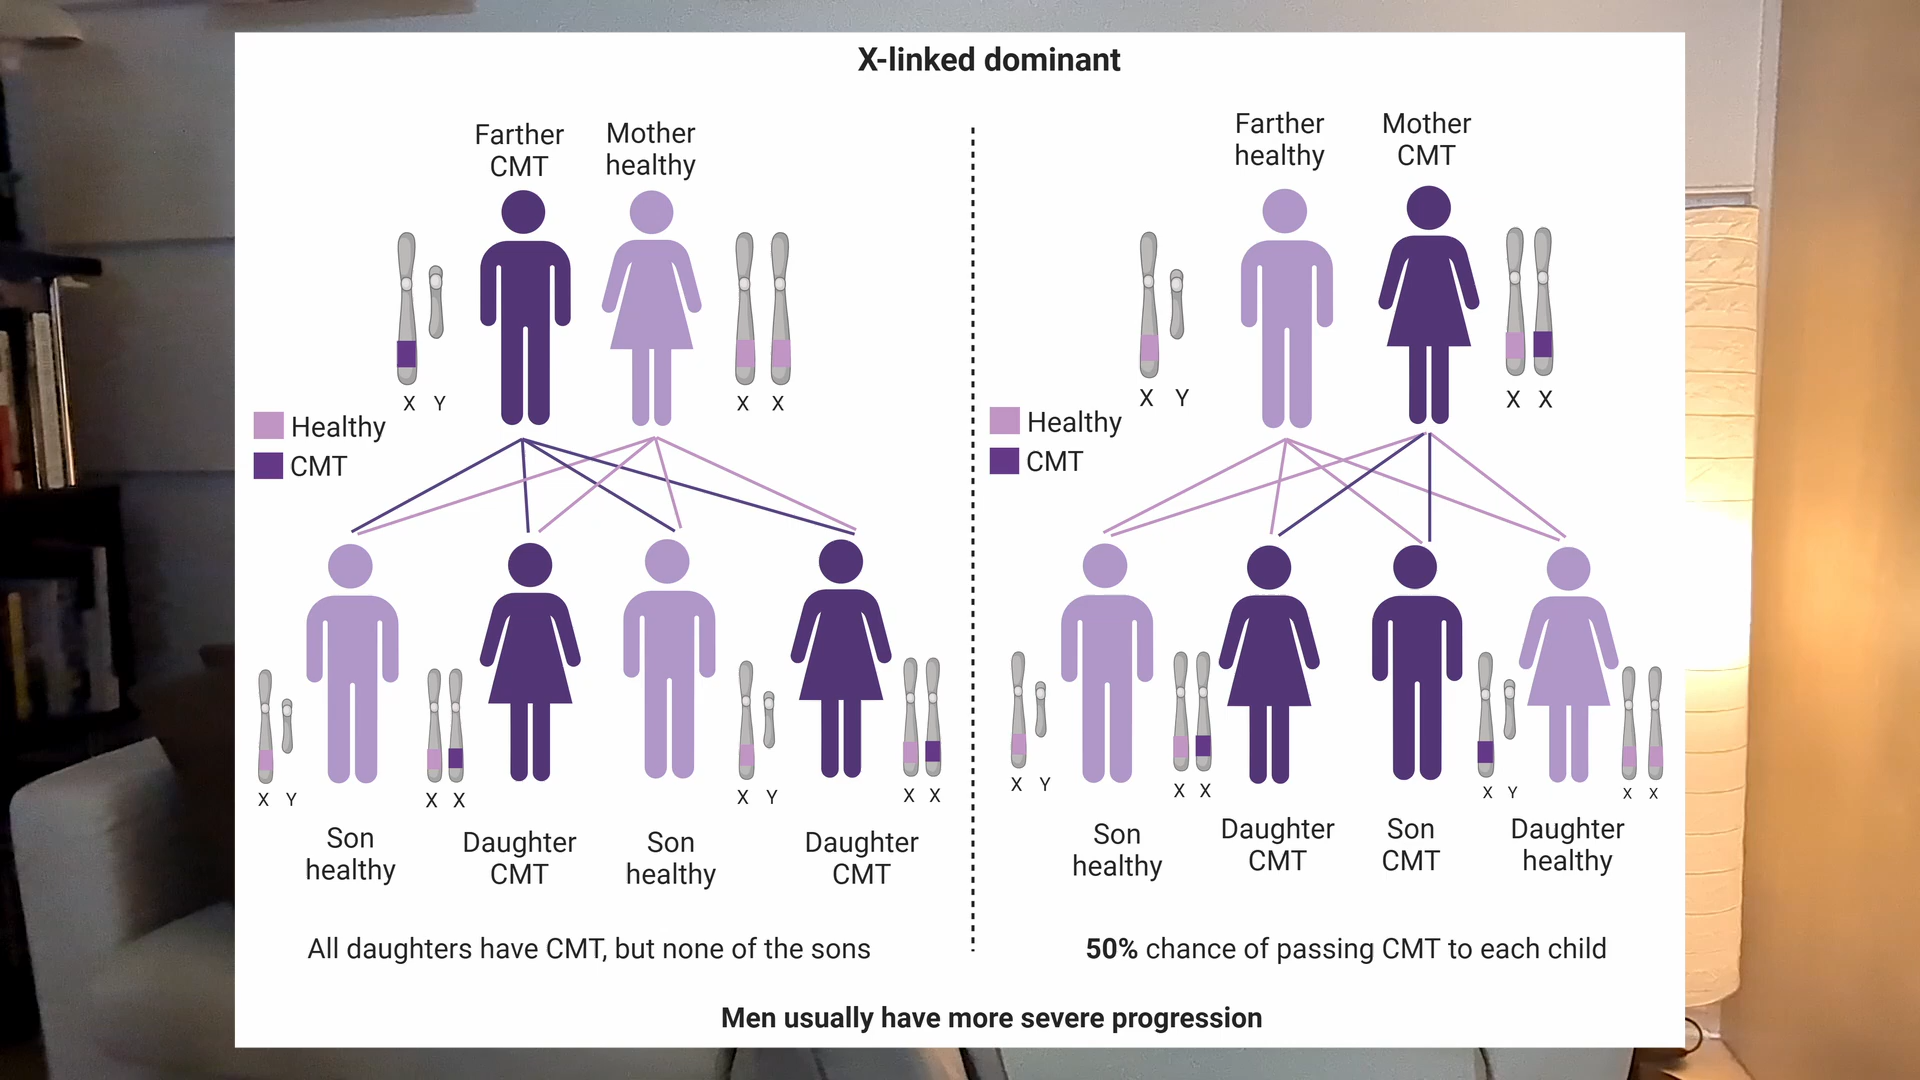 X-linked dominant
Farther
CMT
Mother
healthy
X Y
X X
Healthy
CMT
X Y
X X
X Y
X X
Son
healthy
Daughter
CMT
Son
healthy
Daughter
CMT
All daughters have CMT, but none of the sons
Farther
healthy
Mother
CMT
X Y
X X
Healthy
CMT
X Y
X X
X Y
X X
Son
healthy
Daughter
CMT
Son
CMT
Daughter
healthy
50% chance of passing CMT to each child
Men usually have more severe progression